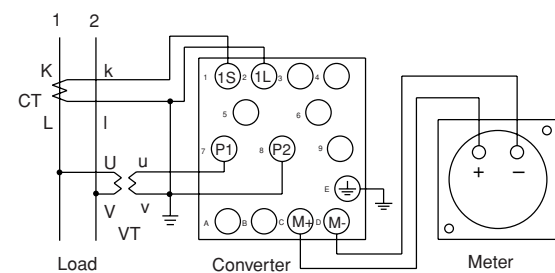 1 2
K k
1 1S 2 1L 3 4
CT
L l
5 6
U u 7 P1 8 P2 9
+ −
E
V v
VT
A B C M+ D M-
Load Converter Meter